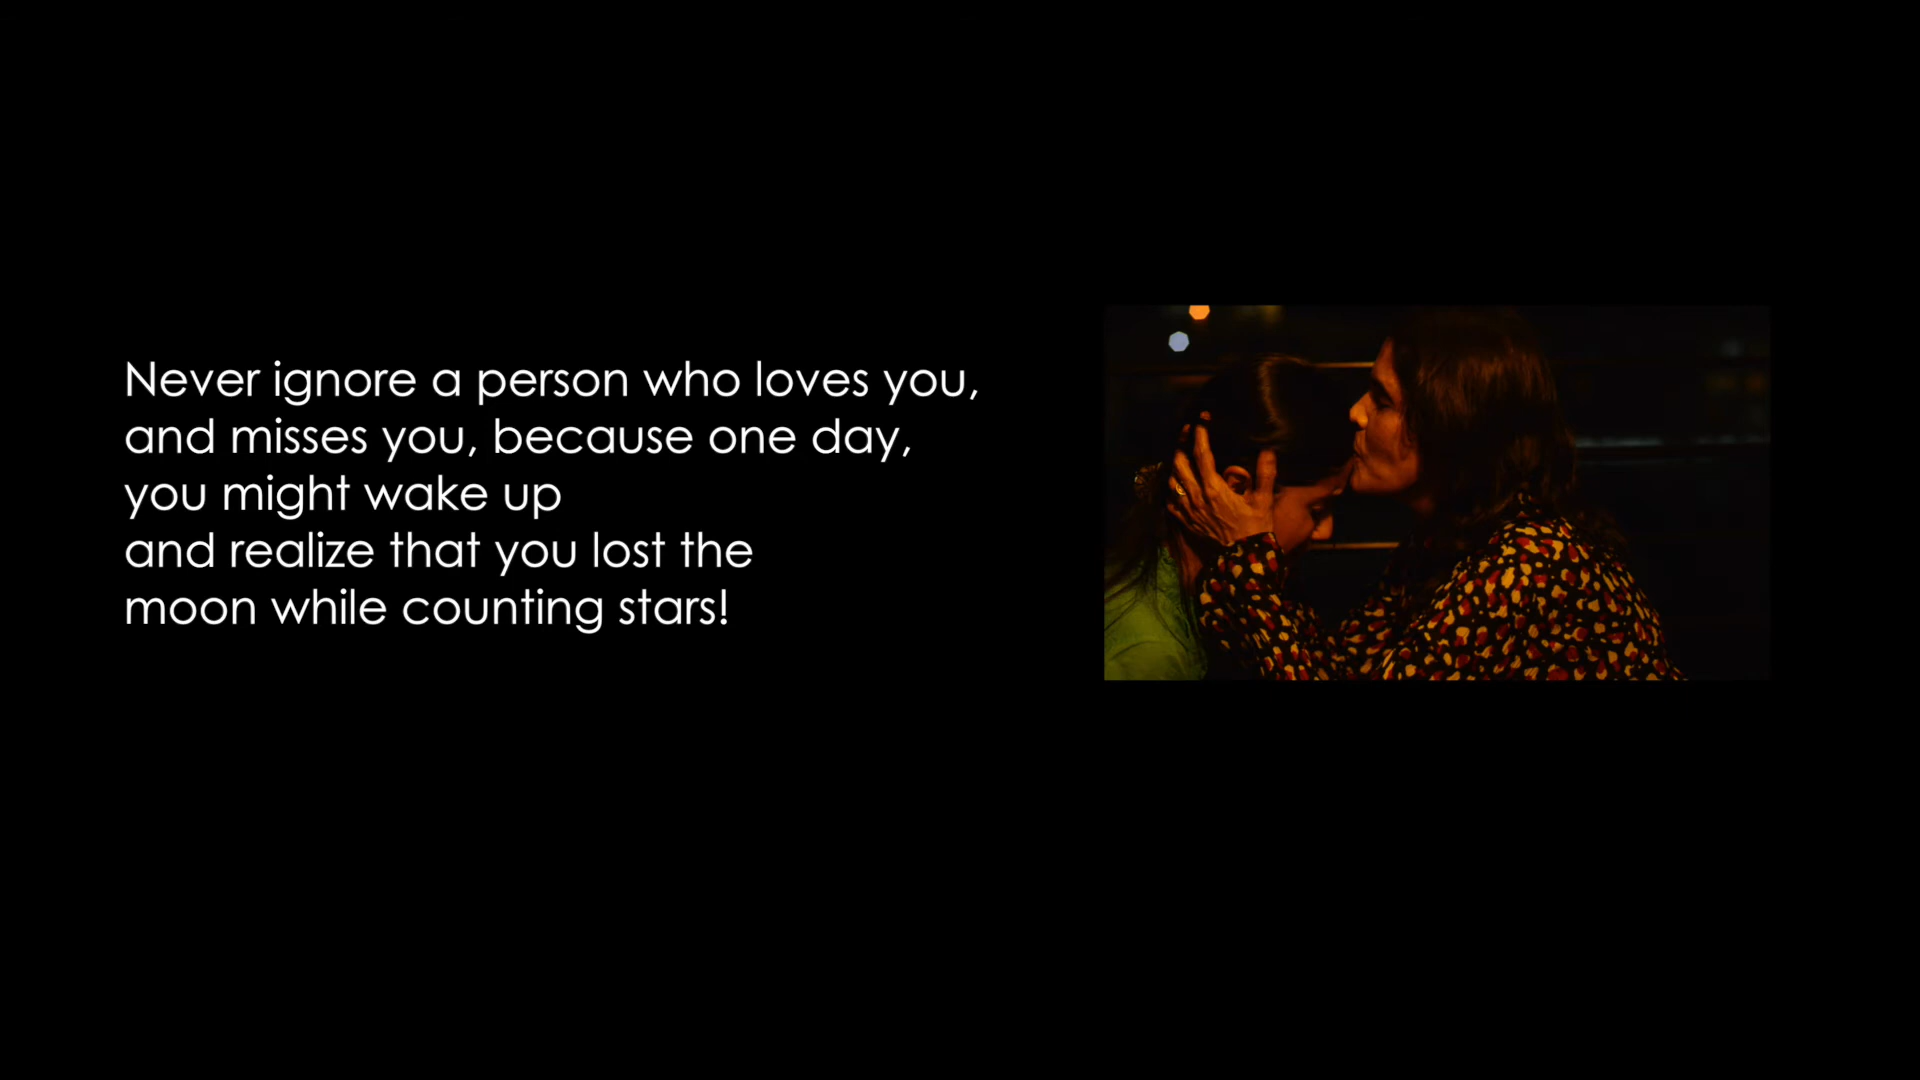 Never ignore a person who loves you,
and misses you, because one day,
you might wake up
and realize that you lost the
moon while counting stars!